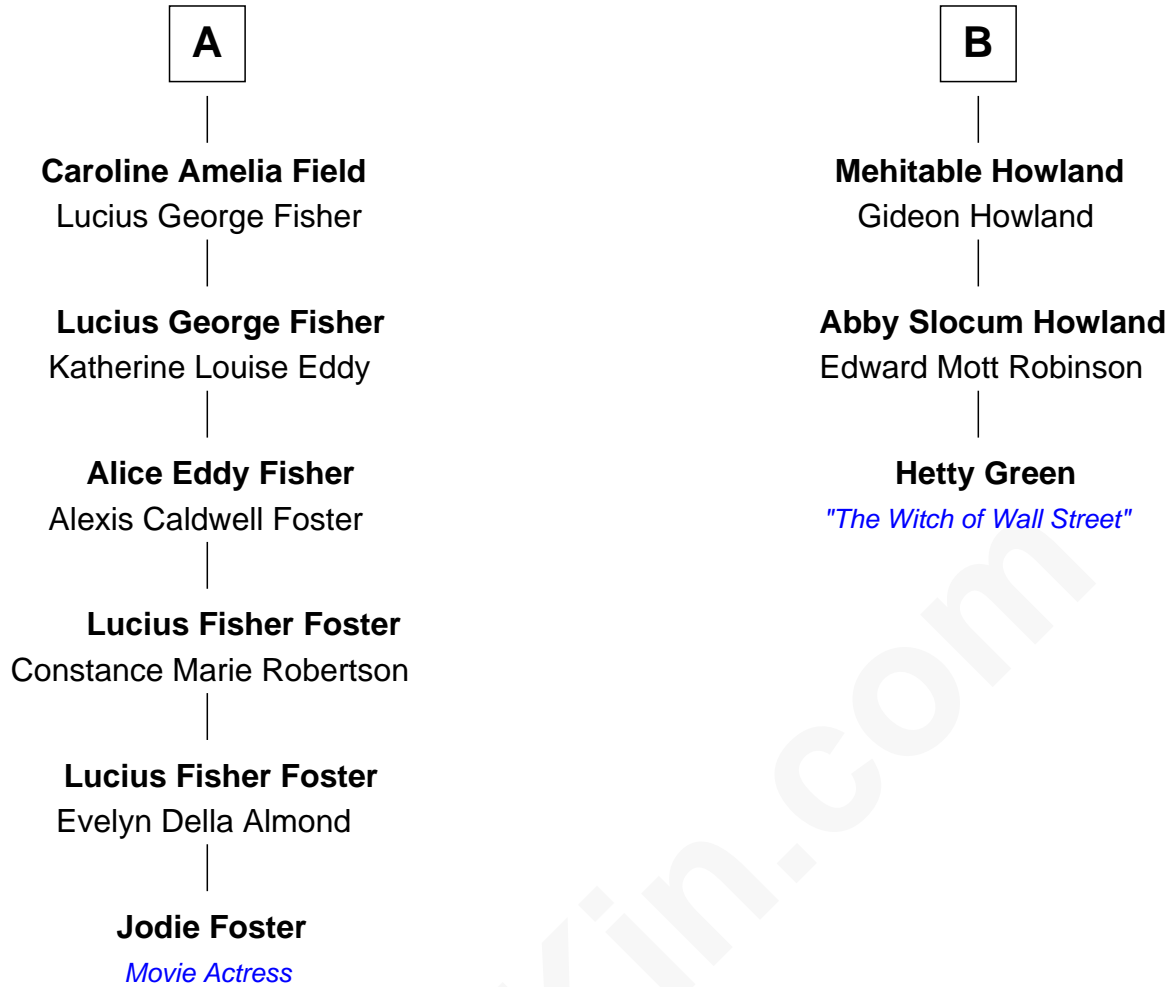 A
Caroline Amelia Field
Lucius George Fisher
Lucius George Fisher
Katherine Louise Eddy
Alice Eddy Fisher
Alexis Caldwell Foster
Lucius Fisher Foster
Constance Marie Robertson
Lucius Fisher Foster
Evelyn Della Almond
Jodie Foster
Movie Actress
B
Mehitable Howland
Gideon Howland
Abby Slocum Howland
Edward Mott Robinson
Hetty Green
"The Witch of Wall Street"
Kin.com